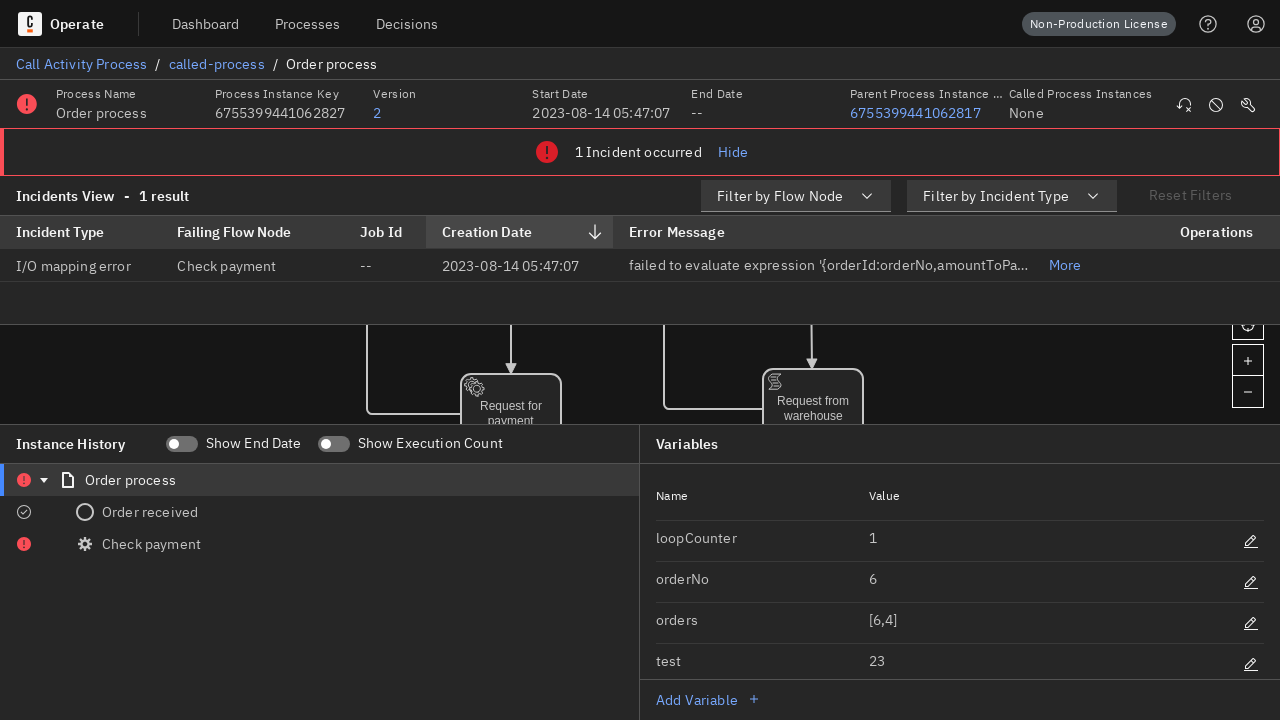 Operate Dashboard Processes Decisions Non-Production License
Call Activity Process / called-process / Order process
Process Name Process Instance Key Version Start Date End Date Parent Process Instance ... Called Process Instances
Order process 6755399441062827 2 2023-08-14 05:47:07 -- 6755399441062817 None
1 Incident occurred Hide
Incidents View - 1 result Filter by Flow Node Filter by Incident Type Reset Filters
Incident Type Failing Flow Node Job Id Creation Date Error Message Operations
I/O mapping error Check payment -- 2023-08-14 05:47:07 failed to evaluate expression '{orderId:orderNo,amountToPa... More
Request for
payment
Request from
warehouse
Instance History Show End Date Show Execution Count
Order process
Order received
Check payment
Variables
Name Value
loopCounter 1
orderNo 6
orders [6,4]
test 23
Add Variable +